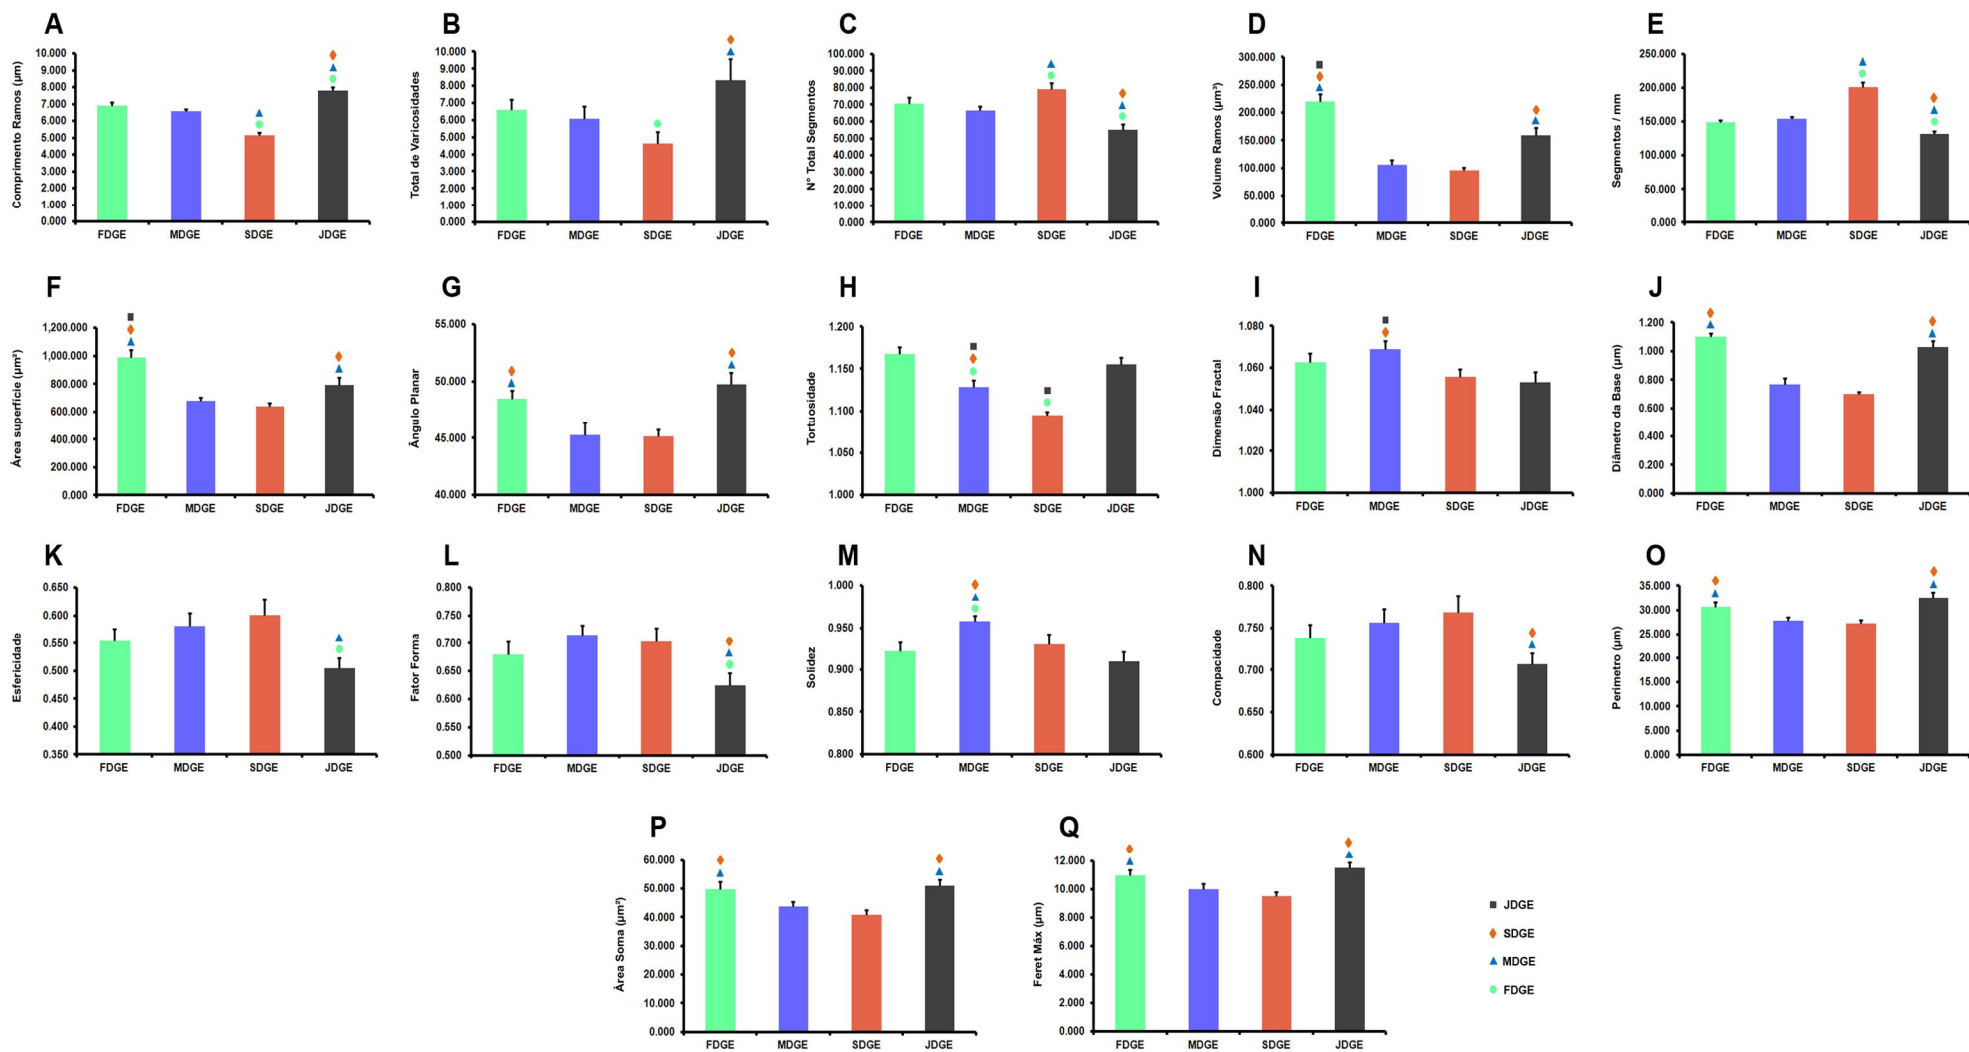 A
Comprimento Ramos (µm)
10.000
9.000
8.000
7.000
6.000
5.000
4.000
3.000
2.000
1.000
0.000
FDGE MDGE SDGE JDGE
B
Total de Varicosidades
10.000
9.000
8.000
7.000
6.000
5.000
4.000
3.000
2.000
1.000
0.000
FDGE MDGE SDGE JDGE
C
N° Total Segmentos
100.000
90.000
80.000
70.000
60.000
50.000
40.000
30.000
20.000
10.000
0.000
FDGE MDGE SDGE JDGE
D
Volume Ramos (µm³)
300.000
250.000
200.000
150.000
100.000
50.000
0.000
FDGE MDGE SDGE JDGE
E
Segmentos / mm
250.000
200.000
150.000
100.000
50.000
0.000
FDGE MDGE SDGE JDGE
F
Área superfície (µm²)
1,200.000
1,000.000
800.000
600.000
400.000
200.000
0.000
FDGE MDGE SDGE JDGE
G
Ângulo Planar
55.000
50.000
45.000
40.000
FDGE MDGE SDGE JDGE
H
Tortuosidade
1.200
1.150
1.100
1.050
1.000
FDGE MDGE SDGE JDGE
I
Dimensão Fractal
1.080
1.060
1.040
1.020
1.000
FDGE MDGE SDGE JDGE
J
Diâmetro da Base (µm)
1.200
1.000
0.800
0.600
0.400
0.200
0.000
FDGE MDGE SDGE JDGE
K
Esfericidade
0.650
0.600
0.550
0.500
0.450
0.400
0.350
FDGE MDGE SDGE JDGE
L
Fator Forma
0.800
0.750
0.700
0.650
0.600
0.550
0.500
FDGE MDGE SDGE JDGE
M
Solidez
1.000
0.950
0.900
0.850
0.800
FDGE MDGE SDGE JDGE
N
Compacidade
0.800
0.750
0.700
0.650
0.600
FDGE MDGE SDGE JDGE
O
Perimetro (µm)
35.000
30.000
25.000
20.000
15.000
10.000
5.000
0.000
FDGE MDGE SDGE JDGE
P
Área Soma (µm²)
60.000
50.000
40.000
30.000
20.000
10.000
0.000
FDGE MDGE SDGE JDGE
Q
Feret Máx (µm)
12.000
10.000
8.000
6.000
4.000
2.000
0.000
FDGE MDGE SDGE JDGE
JDGE
SDGE
MDGE
FDGE